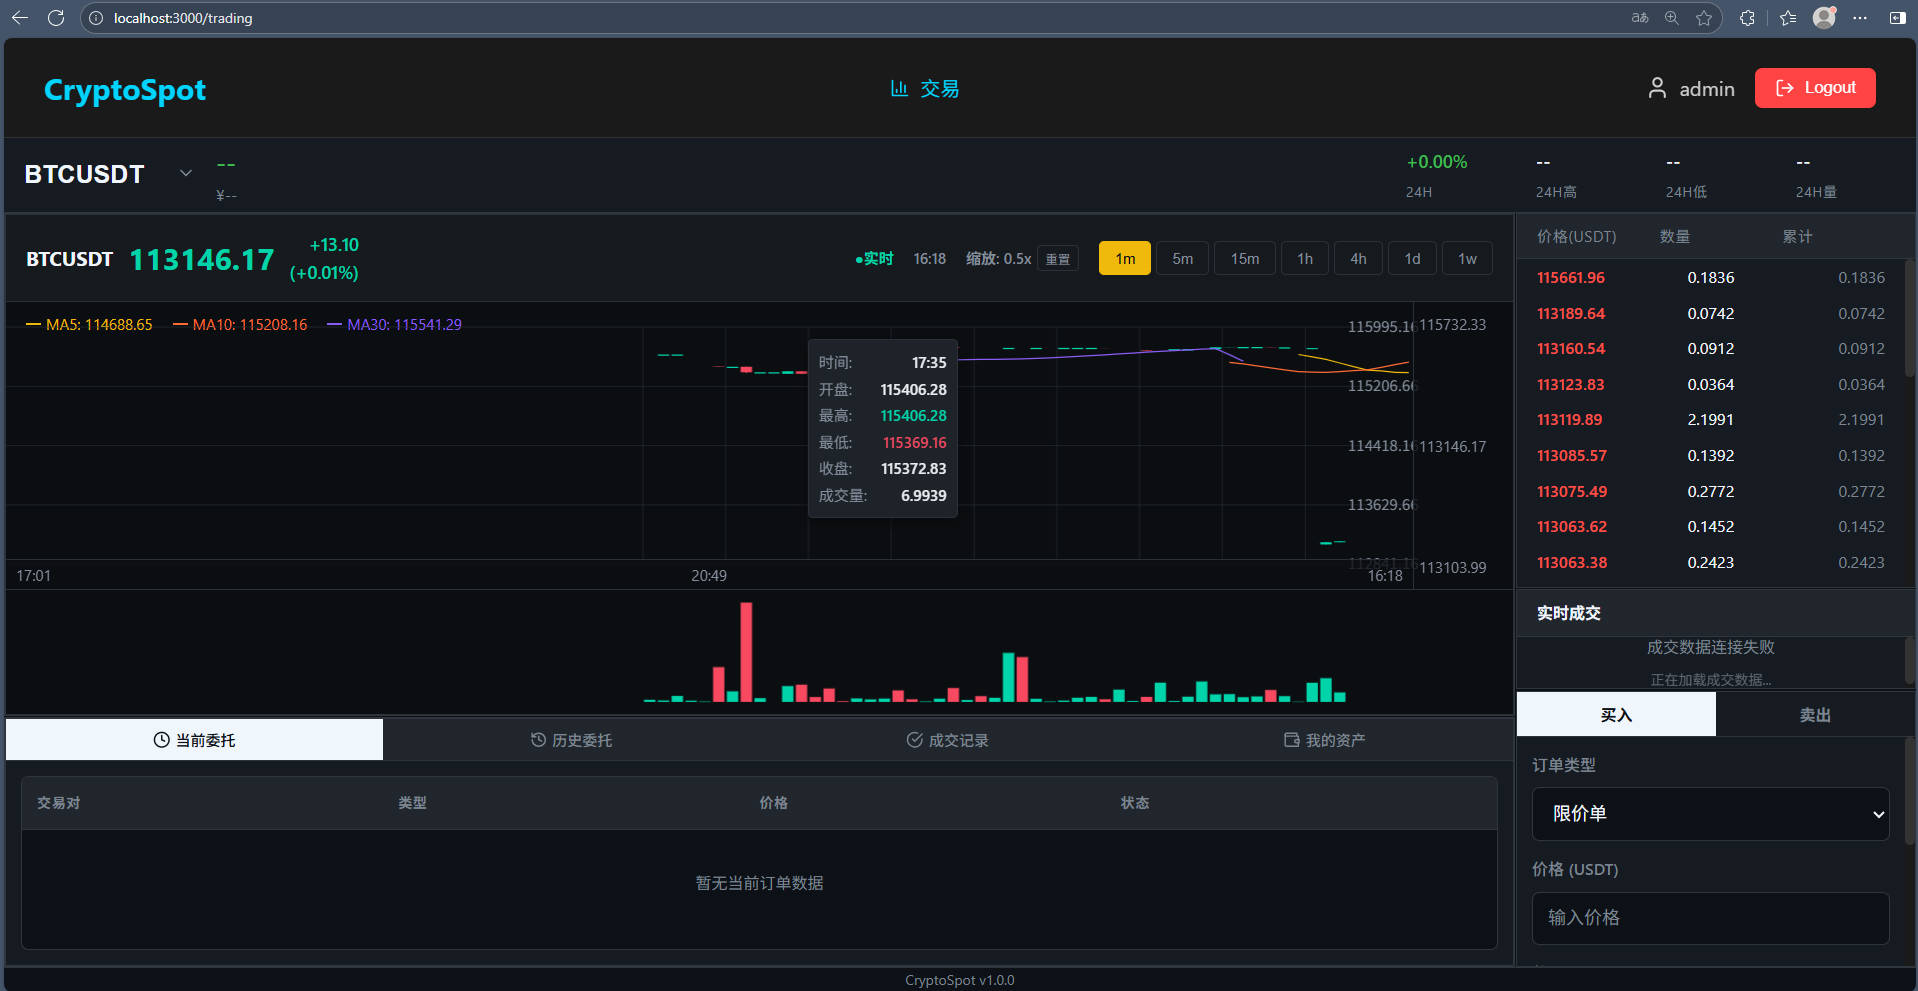 localhost:3000/trading
CryptoSpot
交易
admin
Logout
BTCUSDT
--
¥--
+0.00%
24H
--
24H高
--
24H低
--
24H量
BTCUSDT 113146.17
+13.10
(+0.01%)
实时 16:18 缩放: 0.5x 重置
1m 5m 15m 1h 4h 1d 1w
MA5: 114688.65 MA10: 115208.16 MA30: 115541.29
115995.16 115732.33
115206.66
114418.16 113146.17
113629.66
112841.16 113103.99
时间: 17:35
开盘: 115406.28
最高: 115406.28
最低: 115369.16
收盘: 115372.83
成交量: 6.9939
17:01 20:49 16:18
价格(USDT) 数量 累计
115661.96 0.1836 0.1836
113189.64 0.0742 0.0742
113160.54 0.0912 0.0912
113123.83 0.0364 0.0364
113119.89 2.1991 2.1991
113085.57 0.1392 0.1392
113075.49 0.2772 0.2772
113063.62 0.1452 0.1452
113063.38 0.2423 0.2423
实时成交
成交数据连接失败
正在加载成交数据...
买入 卖出
订单类型
限价单
价格 (USDT)
输入价格
当前委托 历史委托 成交记录 我的资产
交易对 类型 价格 状态
暂无当前订单数据
CryptoSpot v1.0.0